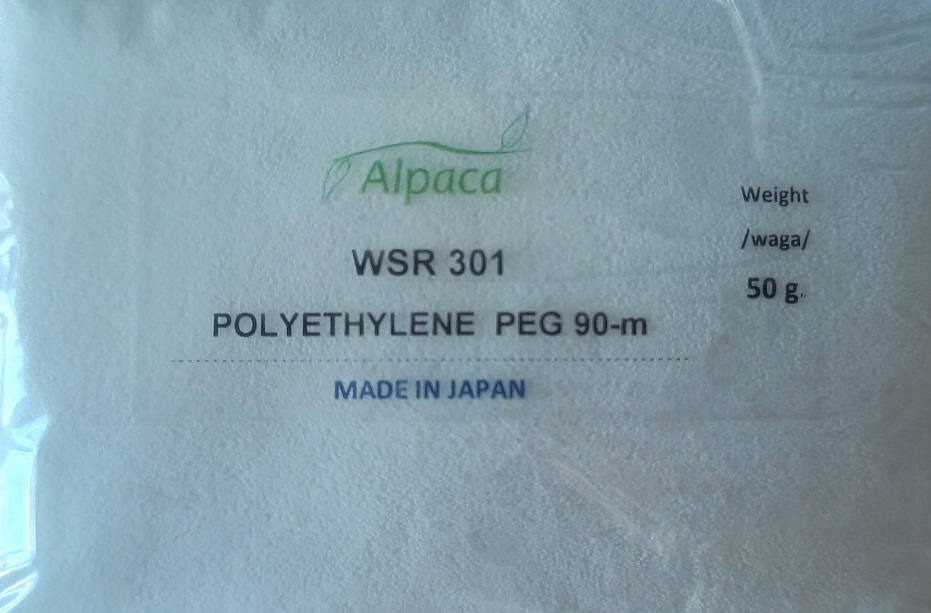 Alpaca
WSR 301
POLYETHYLENE PEG 90-m
MADE IN JAPAN
Weight
/waga/
50 g.